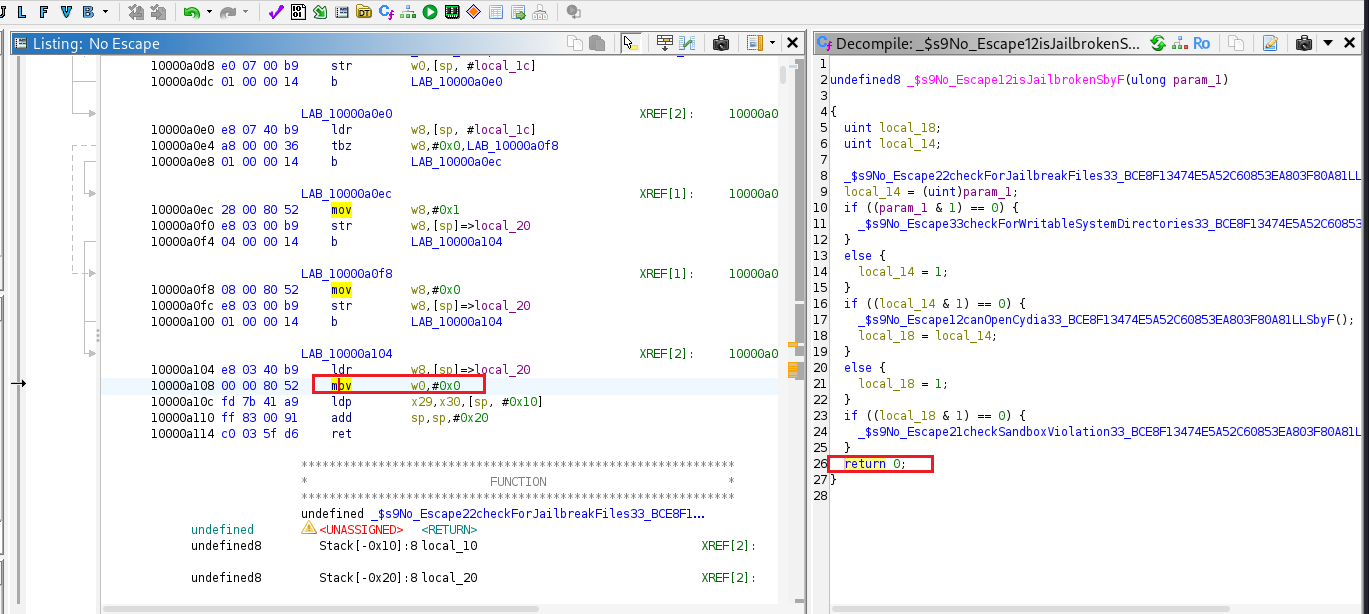 J L F V B
Listing: No Escape
10000a0d8 e0 07 00 b9 str w0,[sp, #local_1c]
10000a0dc 01 00 00 14 b LAB_10000a0e0
LAB_10000a0e0 XREF[2]: 10000a0
10000a0e0 e8 07 40 b9 ldr w8,[sp, #local_1c]
10000a0e4 a8 00 00 36 tbz w8,#0x0,LAB_10000a0f8
10000a0e8 01 00 00 14 b LAB_10000a0ec
LAB_10000a0ec XREF[1]: 10000a0
10000a0ec 28 00 80 52 mov w8,#0x1
10000a0f0 e8 03 00 b9 str w8,[sp]=>local_20
10000a0f4 04 00 00 14 b LAB_10000a104
LAB_10000a0f8 XREF[1]: 10000a0
10000a0f8 08 00 80 52 mov w8,#0x0
10000a0fc e8 03 00 b9 str w8,[sp]=>local_20
10000a100 01 00 00 14 b LAB_10000a104
LAB_10000a104 XREF[2]: 10000a0
10000a104 e8 03 40 b9 ldr w8,[sp]=>local_20
10000a108 00 00 80 52 mov w0,#0x0
10000a10c fd 7b 41 a9 ldp x29,x30,[sp, #0x10]
10000a110 ff 83 00 91 add sp,sp,#0x20
10000a114 c0 03 5f d6 ret
**************************************************************
* FUNCTION *
**************************************************************
undefined _$s9No_Escape22checkForJailbreakFiles33_BCE8F1...
undefined <UNASSIGNED> <RETURN>
undefined8 Stack[-0x10]:8 local_10 XREF[2]:
undefined8 Stack[-0x20]:8 local_20 XREF[2]:
Decompile: _$s9No_Escape12isJailbrokenS... Ro
1
2 undefined8 _$s9No_Escape12isJailbrokenSbyF(ulong param_1)
3
4 {
5 uint local_18;
6 uint local_14;
7
8 _$s9No_Escape22checkForJailbreakFiles33_BCE8F13474E5A52C60853EA803F80A81LL
9 local_14 = (uint)param_1;
10 if ((param_1 & 1) == 0) {
11 _$s9No_Escape33checkForWritableSystemDirectories33_BCE8F13474E5A52C60853
12 }
13 else {
14 local_14 = 1;
15 }
16 if ((local_14 & 1) == 0) {
17 _$s9No_Escape12canOpenCydia33_BCE8F13474E5A52C60853EA803F80A81LLSbyF();
18 local_18 = local_14;
19 }
20 else {
21 local_18 = 1;
22 }
23 if ((local_18 & 1) == 0) {
24 _$s9No_Escape21checkSandboxViolation33_BCE8F13474E5A52C60853EA803F80A81L
25 }
26 return 0;
27 }
28